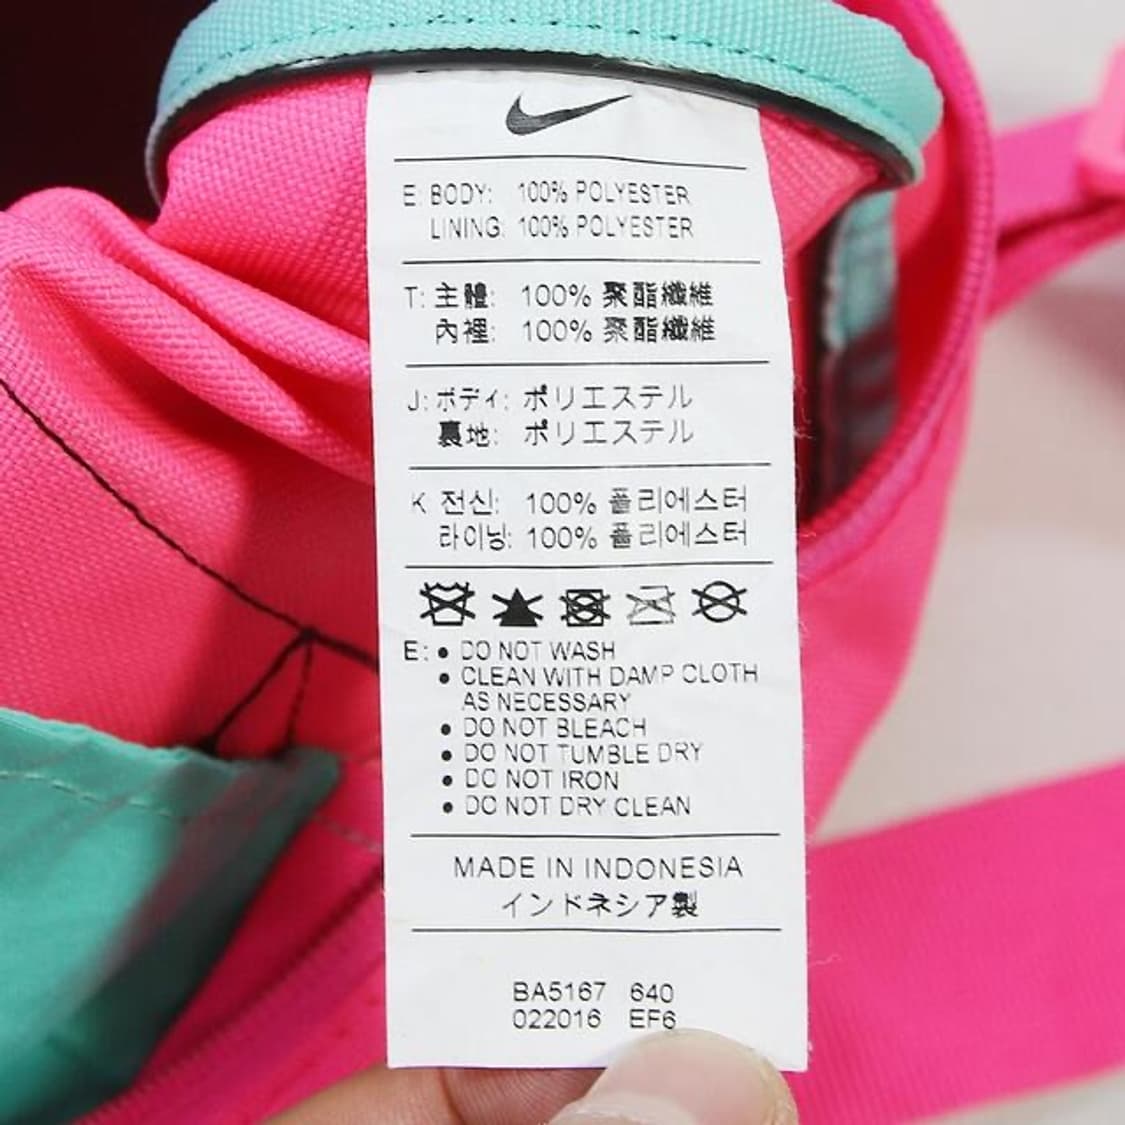 E: BODY: 100% POLYESTER
LINING: 100% POLYESTER
T: 主體: 100% 聚酯纖維
內裡: 100% 聚酯纖維
J: ボディ: ポリエステル
裏地: ポリエステル
K 전신: 100% 폴리에스터
라이닝: 100% 폴리에스터
E: • DO NOT WASH
• CLEAN WITH DAMP CLOTH
AS NECESSARY
• DO NOT BLEACH
• DO NOT TUMBLE DRY
• DO NOT IRON
• DO NOT DRY CLEAN
MADE IN INDONESIA
インドネシア製
BA5167 640
022016 EF6